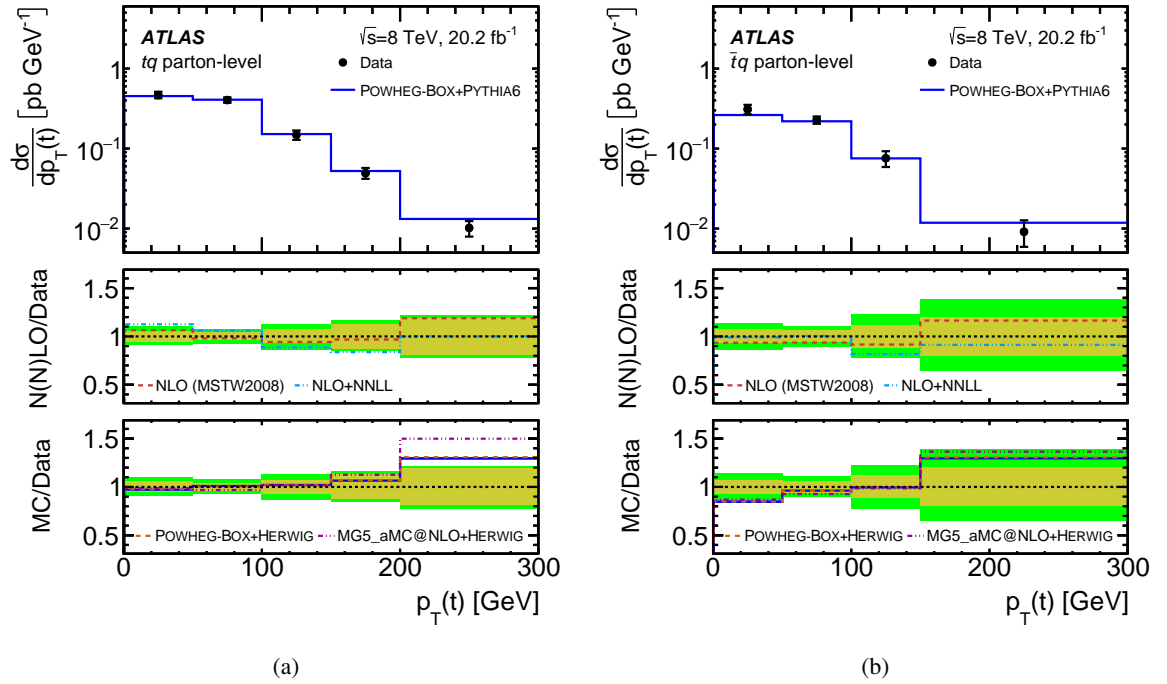 ATLAS
tq parton-level
√s=8 TeV, 20.2 fb⁻¹
Data
POWHEG-BOX+PYTHIA6
dσ/dp_T(t) [pb GeV⁻¹]
1
10⁻¹
10⁻²
N(N)LO/Data
1.5
1
0.5
NLO (MSTW2008)
NLO+NNLL
MC/Data
1.5
1
0.5
POWHEG-BOX+HERWIG
MG5_aMC@NLO+HERWIG
0 100 200 300
p_T(t) [GeV]
(a)
ATLAS
t̄q parton-level
√s=8 TeV, 20.2 fb⁻¹
Data
POWHEG-BOX+PYTHIA6
dσ/dp_T(t̄) [pb GeV⁻¹]
1
10⁻¹
10⁻²
N(N)LO/Data
1.5
1
0.5
NLO (MSTW2008)
NLO+NNLL
MC/Data
1.5
1
0.5
POWHEG-BOX+HERWIG
MG5_aMC@NLO+HERWIG
0 100 200 300
p_T(t) [GeV]
(b)